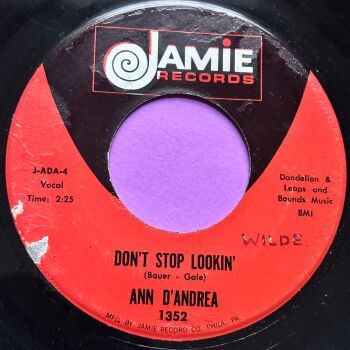 JAMIE
RECORDS
J-ADA-4
Vocal
Time: 2:25
Dandelion &
Leaps and
Bounds Music
BMI
WILDE
DON'T STOP LOOKIN'
(Bauer - Gale)
ANN D'ANDREA
1352
MFG. BY JAMIE RECORD CO. PHILA. PA.